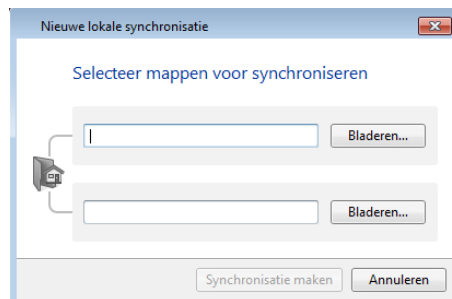 Nieuwe lokale synchronisatie
Selecteer mappen voor synchroniseren
Bladeren...
Bladeren...
Synchronisatie maken Annuleren